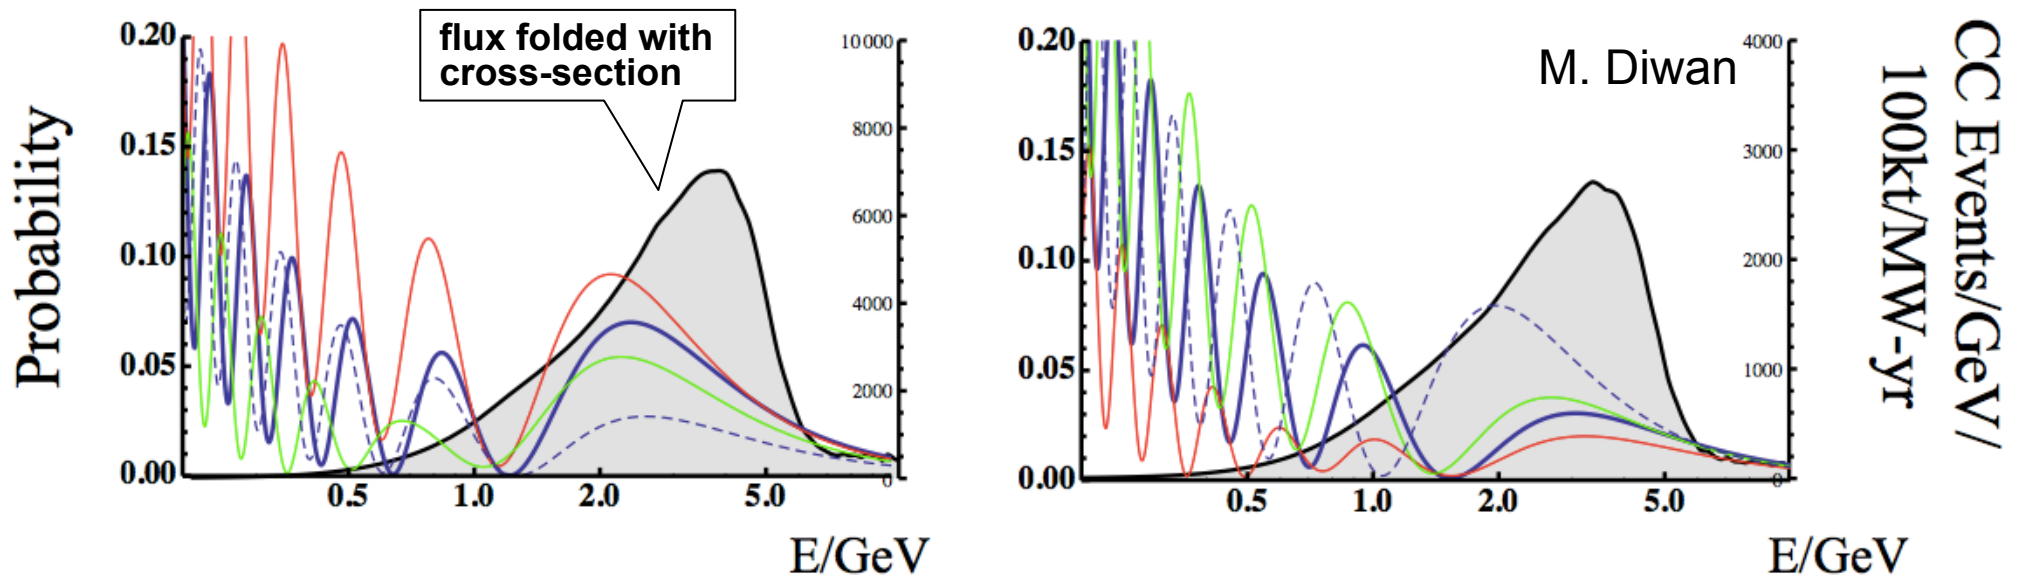 flux folded with
cross-section
Probability
0.20
0.15
0.10
0.05
0.00
0.5 1.0 2.0 5.0
10000
8000
6000
4000
2000
0
E/GeV
M. Diwan
0.20
0.15
0.10
0.05
0.00
0.5 1.0 2.0 5.0
4000
3000
2000
1000
0
E/GeV
CC Events/GeV/
100kt/MW-yr